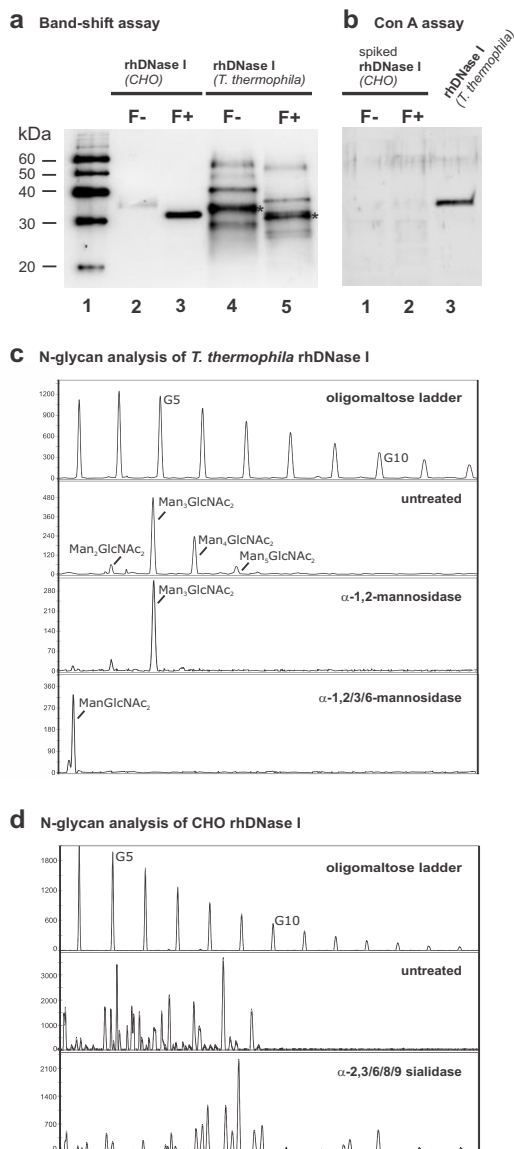 a Band-shift assay
rhDNase I
(CHO)
rhDNase I
(T. thermophila)
F- F+ F- F+
kDa
60
50
40
30
20
*
*
1 2 3 4 5
b Con A assay
spiked
rhDNase I
(CHO)
rhDNase I
(T. thermophila)
F- F+
1 2 3
c N-glycan analysis of T. thermophila rhDNase I
oligomaltose ladder
1200
900
600
300
0
G5
G10
untreated
480
360
240
120
0
Man₂GlcNAc₂
Man₃GlcNAc₂
Man₄GlcNAc₂
Man₅GlcNAc₂
α-1,2-mannosidase
280
210
140
70
0
Man₃GlcNAc₂
α-1,2/3/6-mannosidase
360
270
180
90
0
ManGlcNAc₂
d N-glycan analysis of CHO rhDNase I
oligomaltose ladder
1800
1200
600
0
G5
G10
untreated
3000
2000
1000
0
α-2,3/6/8/9 sialidase
2100
1400
700